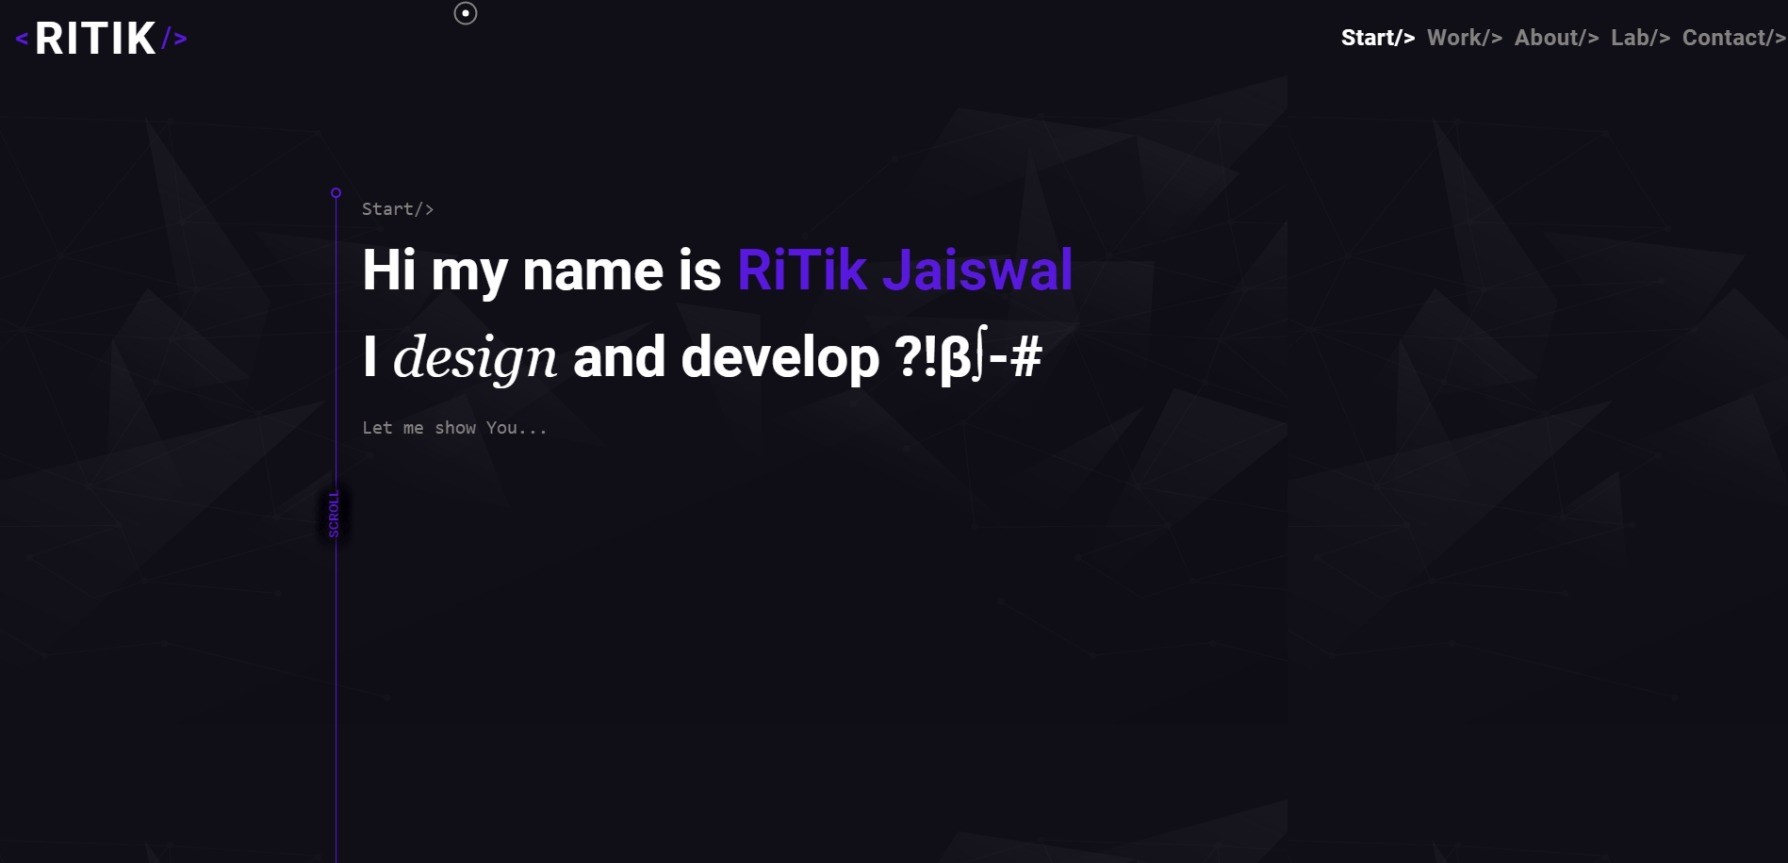 <RITIK/>
Start/> Work/> About/> Lab/> Contact/>
Start/>
Hi my name is RiTik Jaiswal
I design and develop ?!β∫-#
Let me show You...
SCROLL